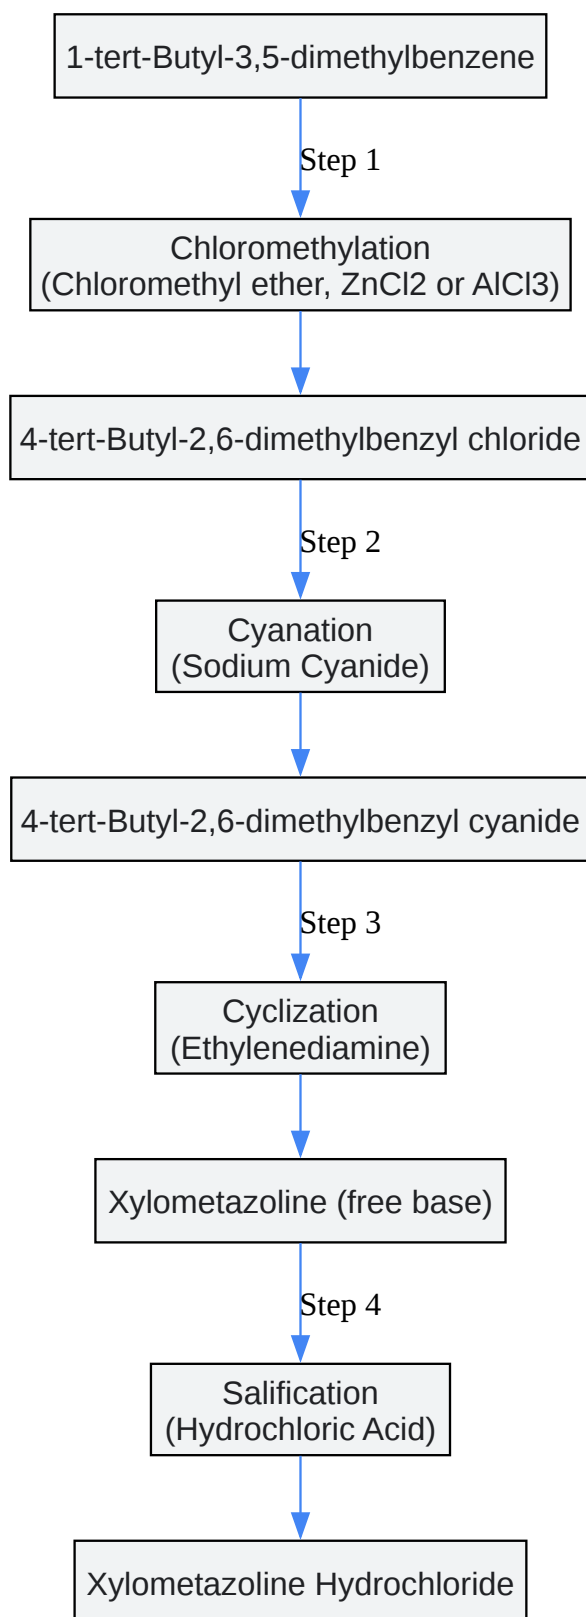 1-tert-Butyl-3,5-dimethylbenzene
Step 1
Chloromethylation
(Chloromethyl ether, ZnCl2 or AlCl3)
4-tert-Butyl-2,6-dimethylbenzyl chloride
Step 2
Cyanation
(Sodium Cyanide)
4-tert-Butyl-2,6-dimethylbenzyl cyanide
Step 3
Cyclization
(Ethylenediamine)
Xylometazoline (free base)
Step 4
Salification
(Hydrochloric Acid)
Xylometazoline Hydrochloride